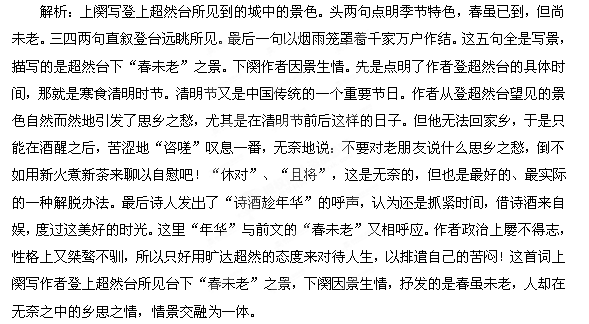 解析：上阕写登上超然台所见到的城中的景色。头两句点明季节特色，春虽已到，但尚
未老。三四两句直叙登台远眺所见。最后一句以烟雨笼罩着千家万户作结。这五句全是写景，
描写的是超然台下“春未老”之景。下阕作者因景生情。先是点明了作者登超然台的具体时
间，那就是寒食清明时节。清明节又是中国传统的一个重要节日。作者从登超然台望见的景
色自然而然地引发了思乡之愁，尤其是在清明节前后这样的日子。但他无法回家乡，于是只
能在酒醒之后，苦涩地“咨嗟”叹息一番，无奈地说：不要对老朋友说什么思乡之愁，倒不
如用新火煮新茶来聊以自慰吧！“休对”、“且将”，这是无奈的，但也是最好的、最实际
的一种解脱办法。最后诗人发出了“诗酒趁年华”的呼声，认为还是抓紧时间，借诗酒来自
娱，度过这美好的时光。这里“年华”与前文的“春未老”又相呼应。作者政治上屡不得志，
性格上又桀骜不驯，所以只好用旷达超然的态度来对待人生，以排遣自己的苦闷！这首词上
阕写作者登上超然台所见台下“春未老”之景，下阕因景生情，抒发的是春虽未老，人却在
无奈之中的乡思之情，情景交融为一体。